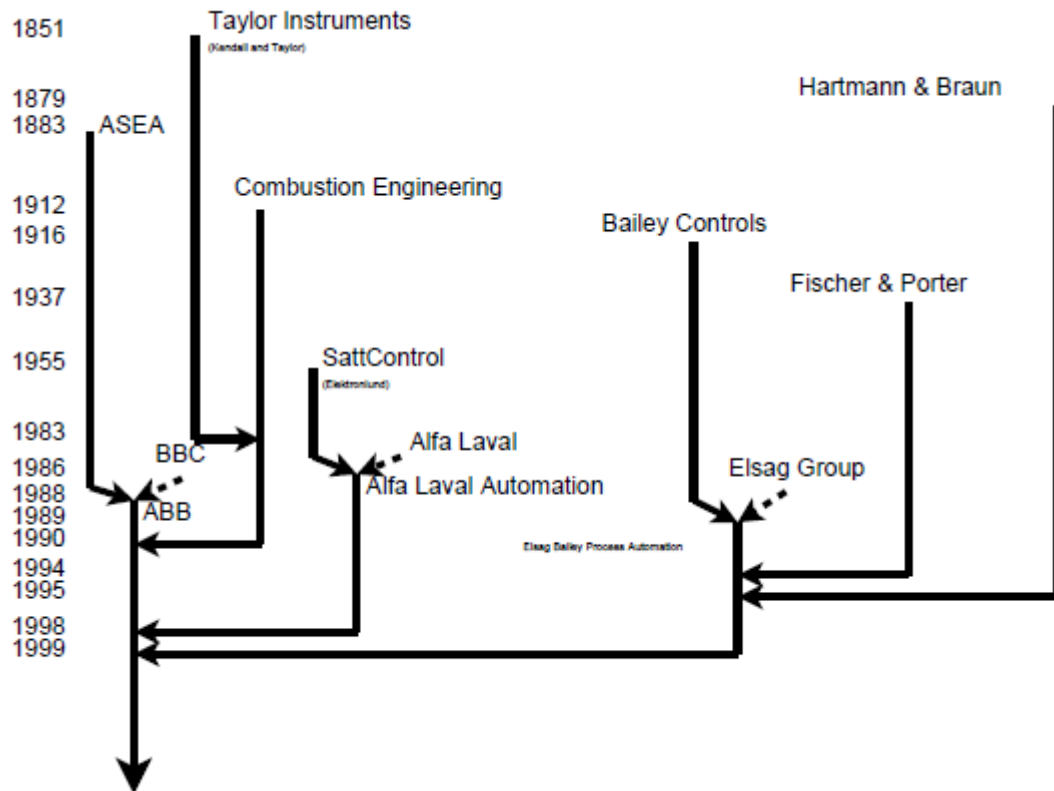 1851
Taylor Instruments
(Kendall and Taylor)
1879
Hartmann & Braun
1883
ASEA
Combustion Engineering
1912
Bailey Controls
1916
Fischer & Porter
1937
SattControl
(Elektronlund)
1955
1983
Alfa Laval
BBC
1986
Elsag Group
Alfa Laval Automation
1988
ABB
1989
1990
Elsag Bailey Process Automation
1994
1995
1998
1999